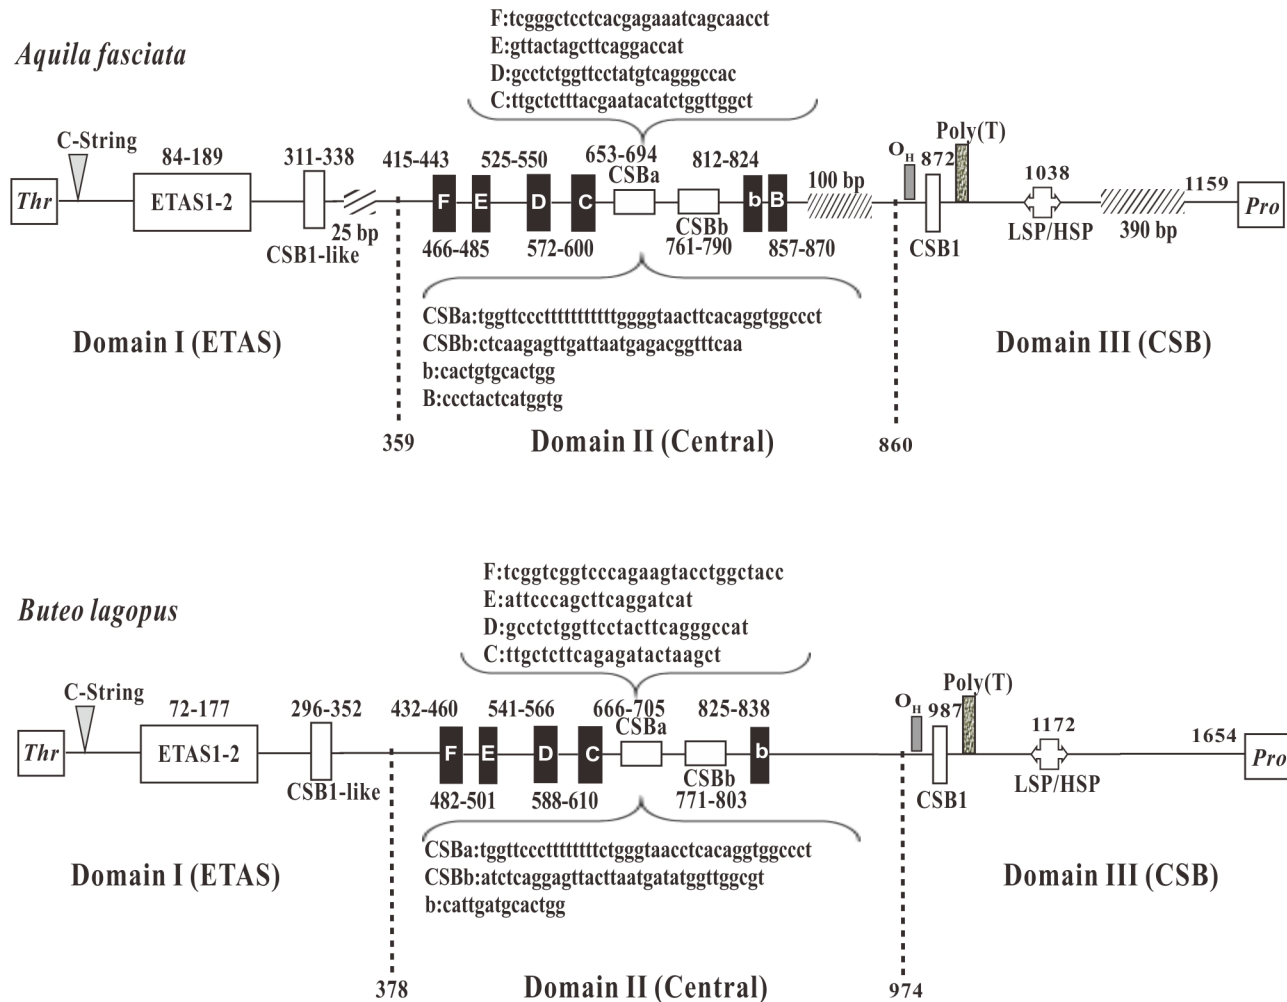 F:tcgggctcctcacgagaaatcagcaacct
Aquila fasciata
E:gttactagcttcaggaccat
D:gcctctggttcctatgtcagggccac
C:ttgctctttacgaatacatctggttggct
C-String
84-189
311-338
415-443
525-550
653-694
812-824
OH
872
Poly(T)
1038
1159
CSBa
100 bp
Thr
ETAS1-2
F
E
D
C
b
B
Pro
25 bp
CSB1-like
466-485
572-600
CSBb
761-790
857-870
CSB1
LSP/HSP
390 bp
CSBa:tggttcccttttttttttttggggtaacttcacaggtggccct
Domain I (ETAS)
CSBb:ctcaagagttgattaatgagacggtttcaa
Domain III (CSB)
b:cactgtgcactgg
B:ccctactcatggtg
359
Domain II (Central)
860
F:tcggtcggtcccagaagtacctggctacc
Buteo lagopus
E:attcccagcttcaggatcat
D:gcctctggttcctacttcagggccat
C:ttgctcttcagagatactaagct
C-String
72-177
296-352
432-460
541-566
666-705
825-838
OH
987
Poly(T)
1172
1654
CSBa
Thr
ETAS1-2
F
E
D
C
b
Pro
CSB1-like
482-501
588-610
CSBb
771-803
CSB1
LSP/HSP
CSBa:tggttcccttttttttctgggtaacctcacaggtggccct
Domain I (ETAS)
CSBb:atctcaggagttacttaatgatatggttggcgt
Domain III (CSB)
b:cattgatgcactgg
378
Domain II (Central)
974